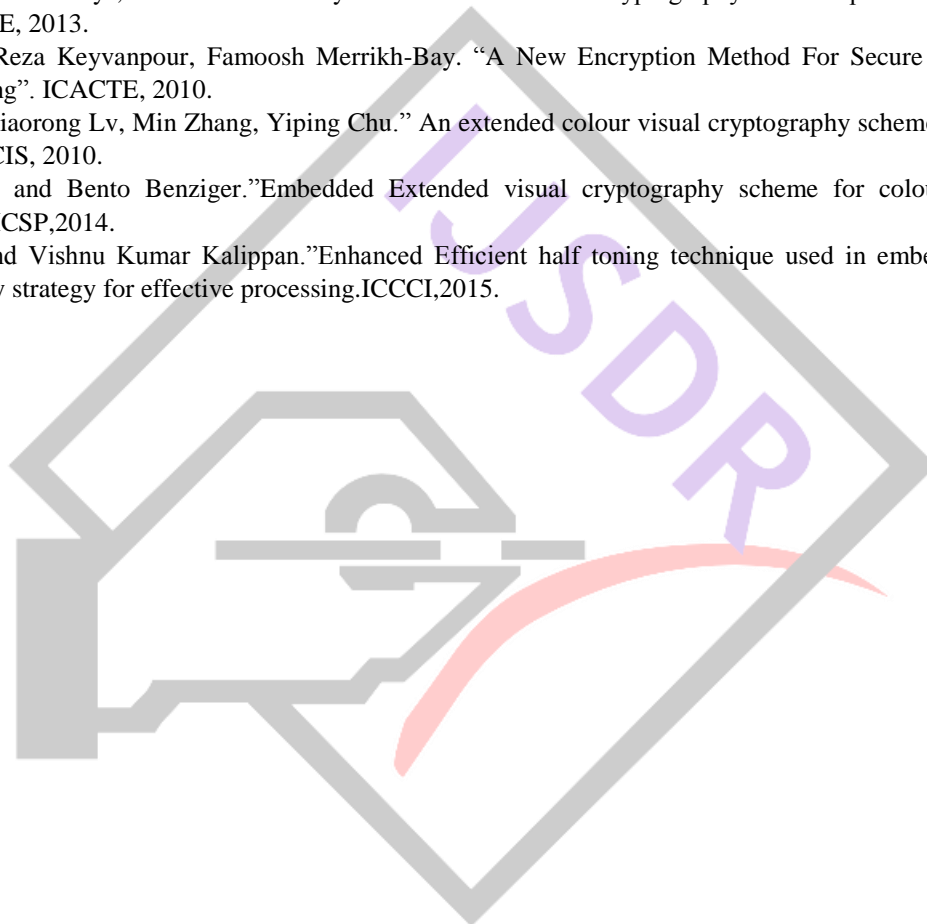 E, 2013.
Reza Keyvanpour, Famoosh Merrikh-Bay. “A New Encryption Method For Secure
ng”. ICACTE, 2010.
iaorong Lv, Min Zhang, Yiping Chu.” An extended colour visual cryptography scheme
CIS, 2010.
and Bento Benziger.”Embedded Extended visual cryptography scheme for colou
ICSP,2014.
nd Vishnu Kumar Kalippan.”Enhanced Efficient half toning technique used in embe
y strategy for effective processing.ICCCI,2015.
IJSDR